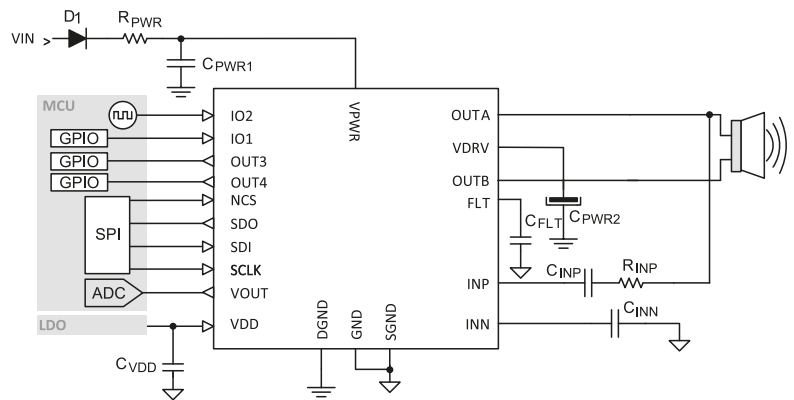 D1
RPWR
VIN >
CPWR1
MCU
VPWR
IO2
OUTA
GPIO
IO1
GPIO
OUT3
VDRV
GPIO
OUT4
OUTB
NCS
FLT
SPI
SDO
CFLT
CPWR2
SDI
SCLK
CINP
RINP
ADC
VOUT
INP
LDO
VDD
INN
CINN
DGND
GND
SGND
CVDD